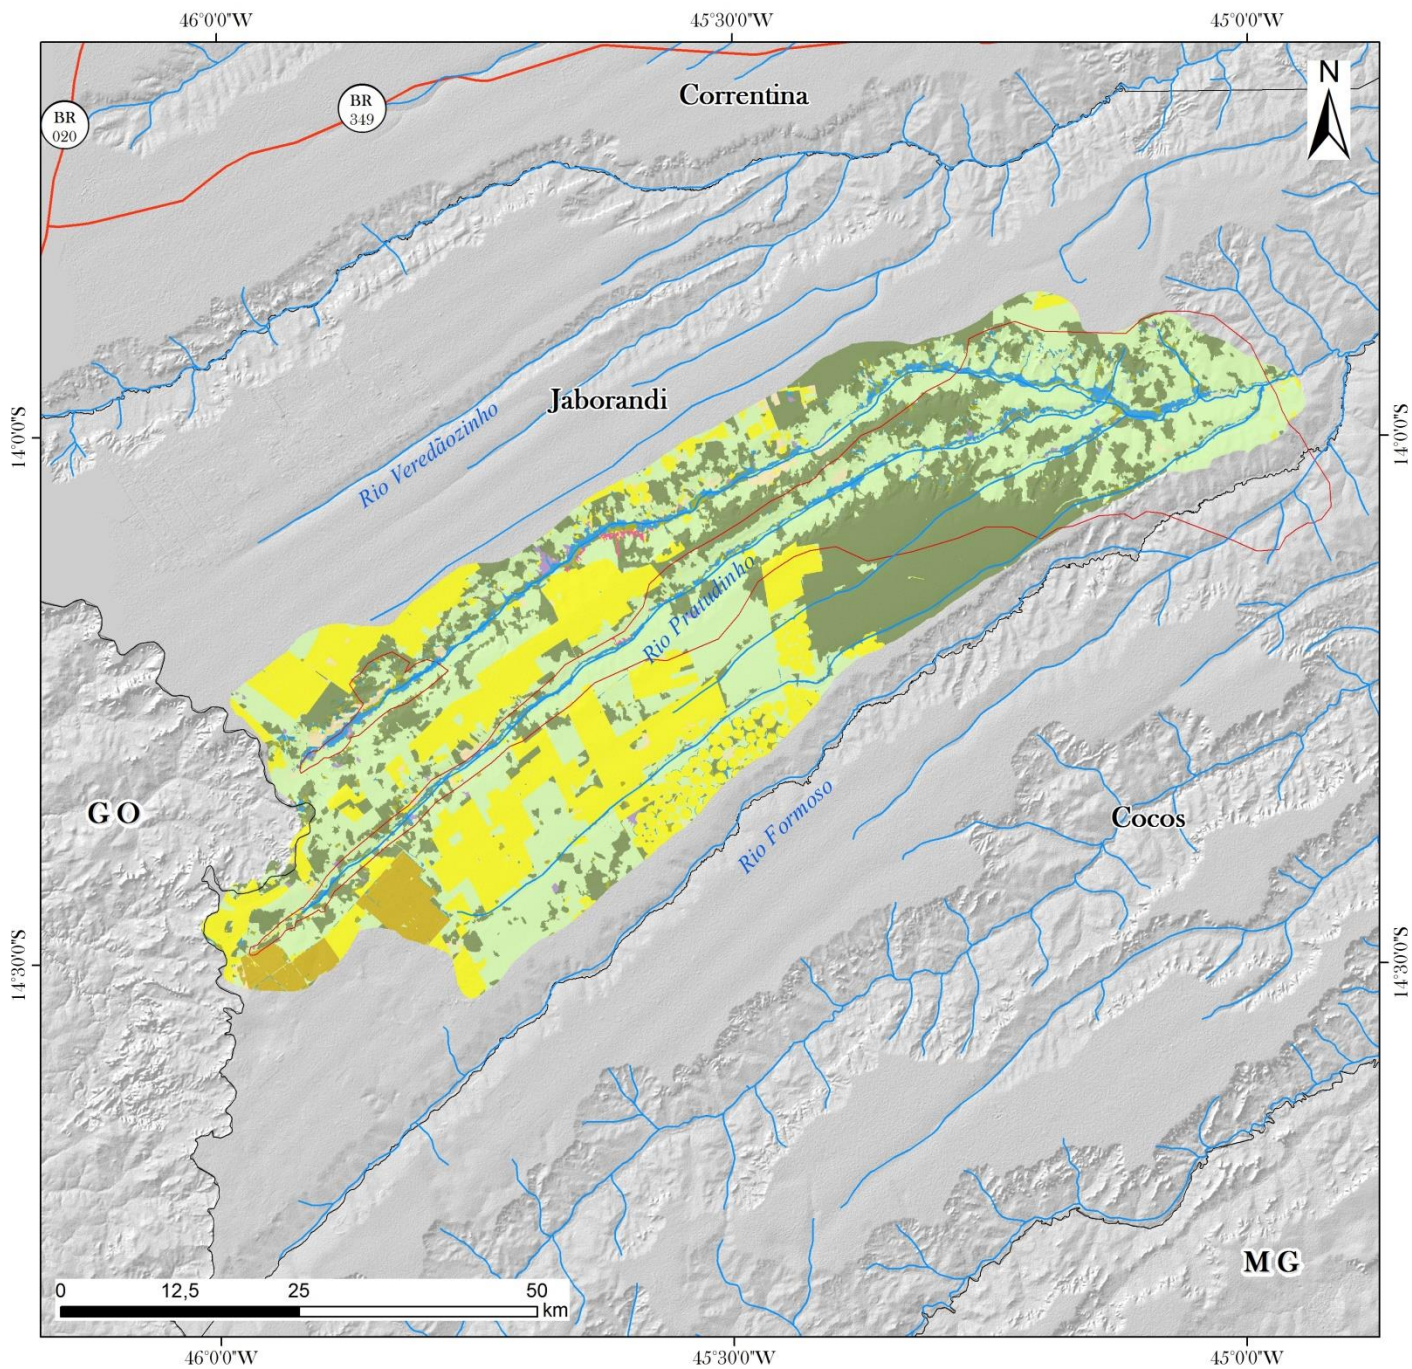 46°0'0"W 45°30'0"W 45°0'0"W
Correntina
N
BR
349
BR
020
Jaborandi
14°0'0"S
14°0'0"S
Rio Veredãozinho
Rio Pratudinho
GO
Rio Formoso
Cocos
14°30'0"S
14°30'0"S
MG
0 12,5 25 50
km
46°0'0"W 45°30'0"W 45°0'0"W